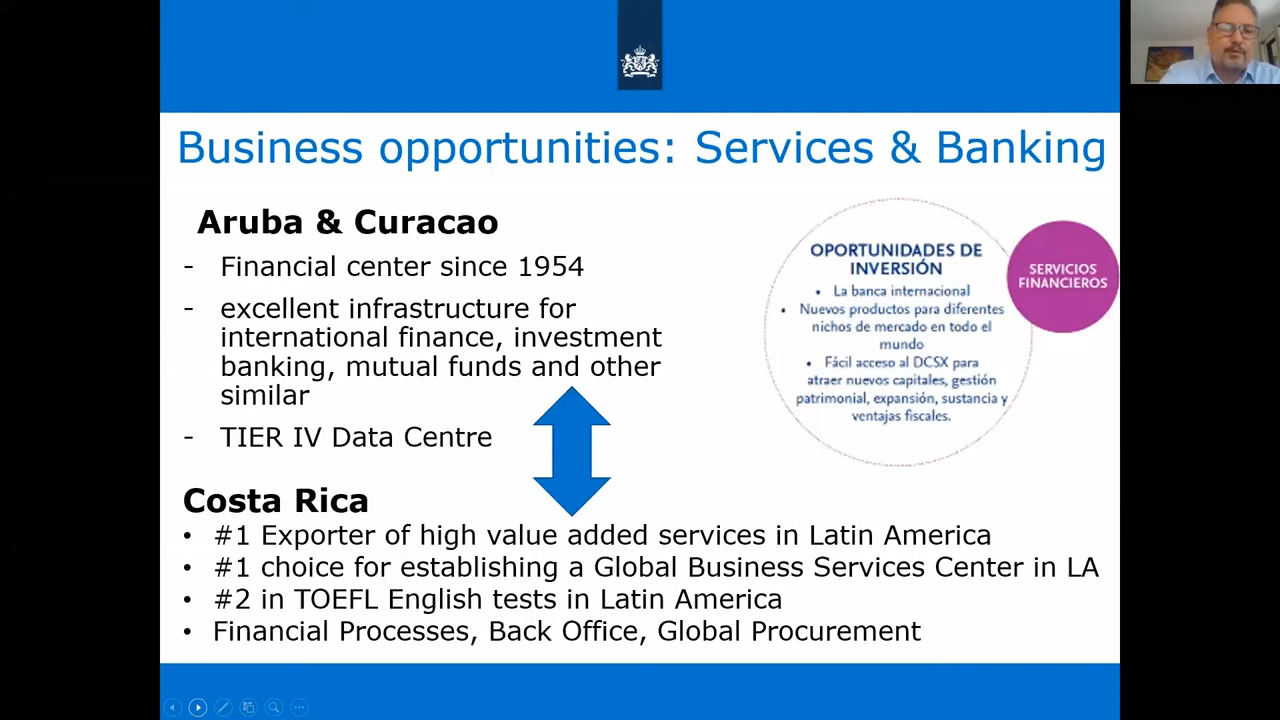 Business opportunities: Services & Banking
Aruba & Curacao
- Financial center since 1954
- excellent infrastructure for
international finance, investment
banking, mutual funds and other
similar
- TIER IV Data Centre
OPORTUNIDADES DE
INVERSIÓN
• La banca internacional
• Nuevos productos para diferentes
nichos de mercado en todo el
mundo
• Fácil acceso al DCSX para
atraer nuevos capitales, gestión
patrimonial, expansión, sustancia y
ventajas fiscales.
SERVICIOS
FINANCIEROS
Costa Rica
• #1 Exporter of high value added services in Latin America
• #1 choice for establishing a Global Business Services Center in LA
• #2 in TOEFL English tests in Latin America
• Financial Processes, Back Office, Global Procurement